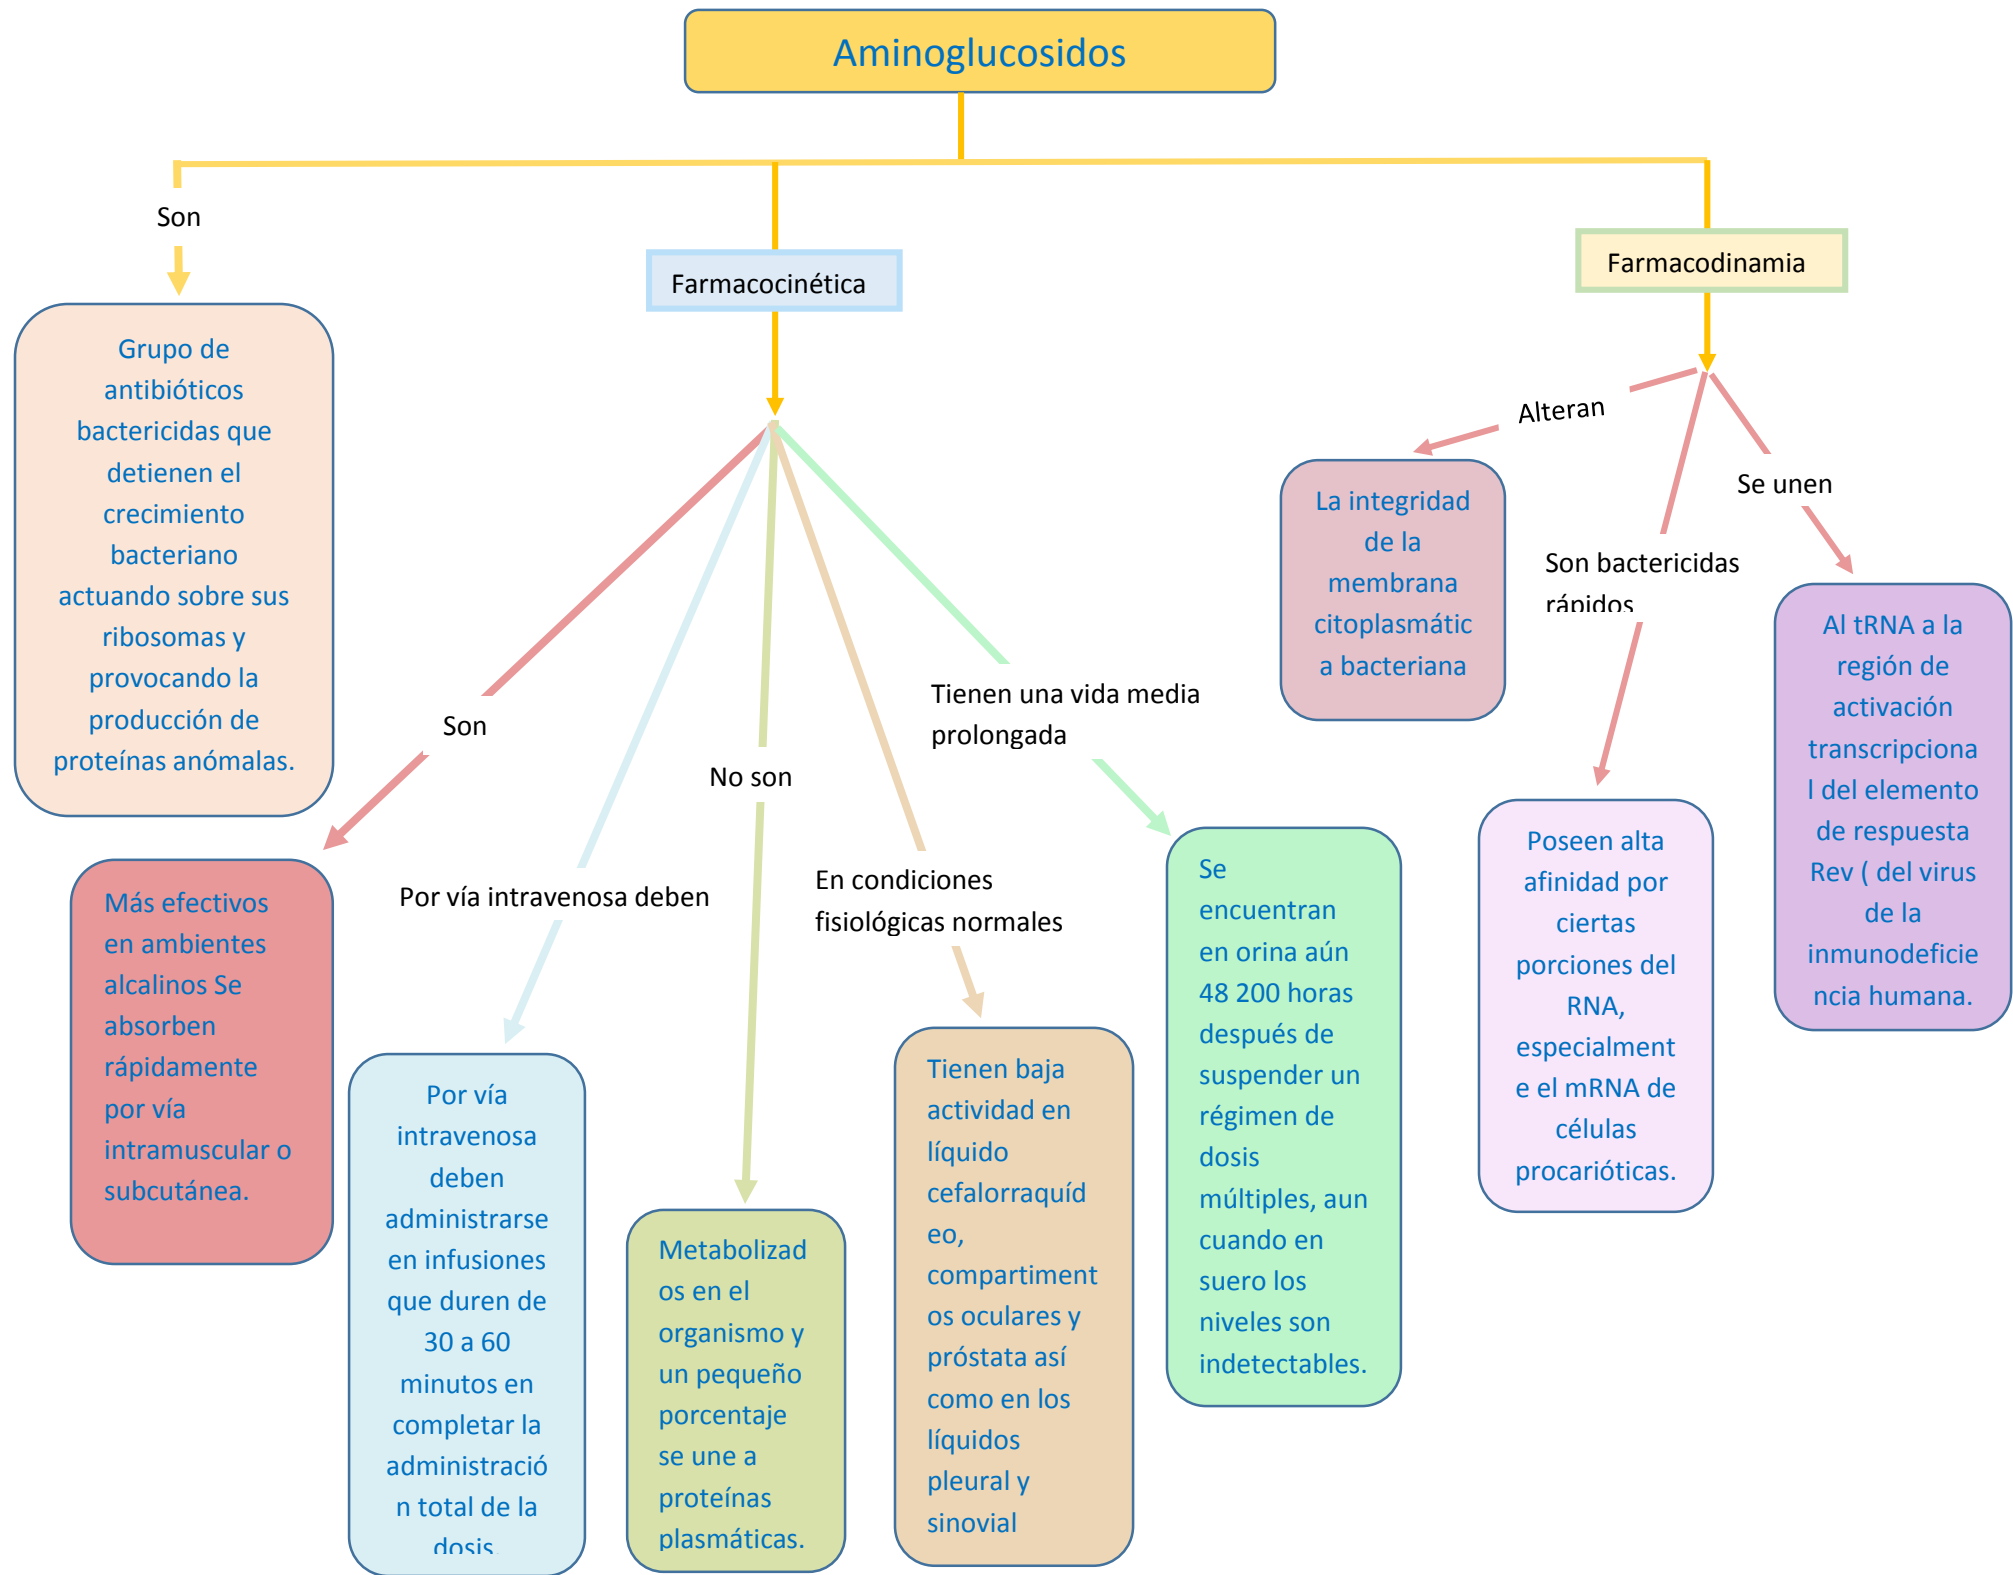 Aminoglucosidos
Son
Grupo de
antibióticos
bactericidas que
detienen el
crecimiento
bacteriano
actuando sobre sus
ribosomas y
provocando la
producción de
proteínas anómalas.
Farmacocinética
Son
Más efectivos
en ambientes
alcalinos Se
absorben
rápidamente
por vía
intramuscular o
subcutánea.
Por vía intravenosa deben
Por vía
intravenosa
deben
administrarse
en infusiones
que duren de
30 a 60
minutos en
completar la
administració
n total de la
dosis.
No son
Metabolizad
os en el
organismo y
un pequeño
porcentaje
se une a
proteínas
plasmáticas.
En condiciones
fisiológicas normales
Tienen baja
actividad en
líquido
cefalorraquíd
eo,
compartiment
os oculares y
próstata así
como en los
líquidos
pleural y
sinovial
Tienen una vida media
prolongada
Se
encuentran
en orina aún
48 200 horas
después de
suspender un
régimen de
dosis
múltiples, aun
cuando en
suero los
niveles son
indetectables.
Farmacodinamia
Alteran
La integridad
de la
membrana
citoplasmátic
a bacteriana
Son bactericidas
rápidos
Poseen alta
afinidad por
ciertas
porciones del
RNA,
especialment
e el mRNA de
células
procarióticas.
Se unen
Al tRNA a la
región de
activación
transcripciona
l del elemento
de respuesta
Rev ( del virus
de la
inmunodeficie
ncia humana.